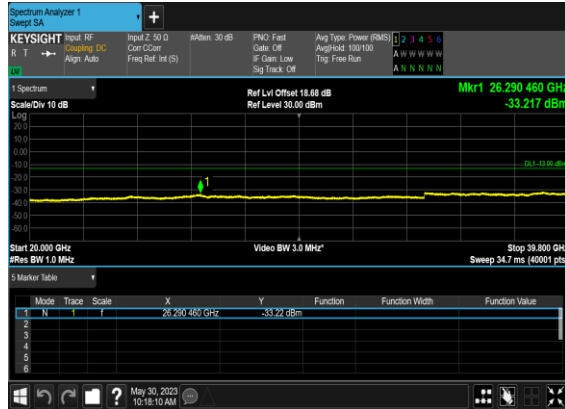 Spectrum Analyzer 1
Swept SA
KEYSIGHT Input: RF Input Z: 50 Ω #Atten: 30 dB PNO: Fast Avg Type: Power (RMS) 1 2 3 4 5 6
R T Coupling: DC Corr CCorr Gate: Off Avg|Hold: 100/100 A W W W W W
Align: Auto Freq Ref: Int (S) IF Gain: Low Trig: Free Run
Sig Track: Off A N N N N N
1 Spectrum Ref Lvl Offset 18.68 dB Mkr1 26.290 460 GHz
Scale/Div 10 dB Ref Level 30.00 dBm -33.217 dBm
Log
20.0
10.0
0.00
-10.0
DL1 -13.00 dBm
-20.0
1
-30.0
-40.0
-50.0
-60.0
Start 20.000 GHz Video BW 3.0 MHz* Stop 39.800 GHz
#Res BW 1.0 MHz Sweep 34.7 ms (40001 pts
5 Marker Table
Mode Trace Scale X Y Function Function Width Function Value
1 N 1 f 26.290 460 GHz -33.22 dBm
2
3
4
5
6
May 30, 2023
10:18:10 AM